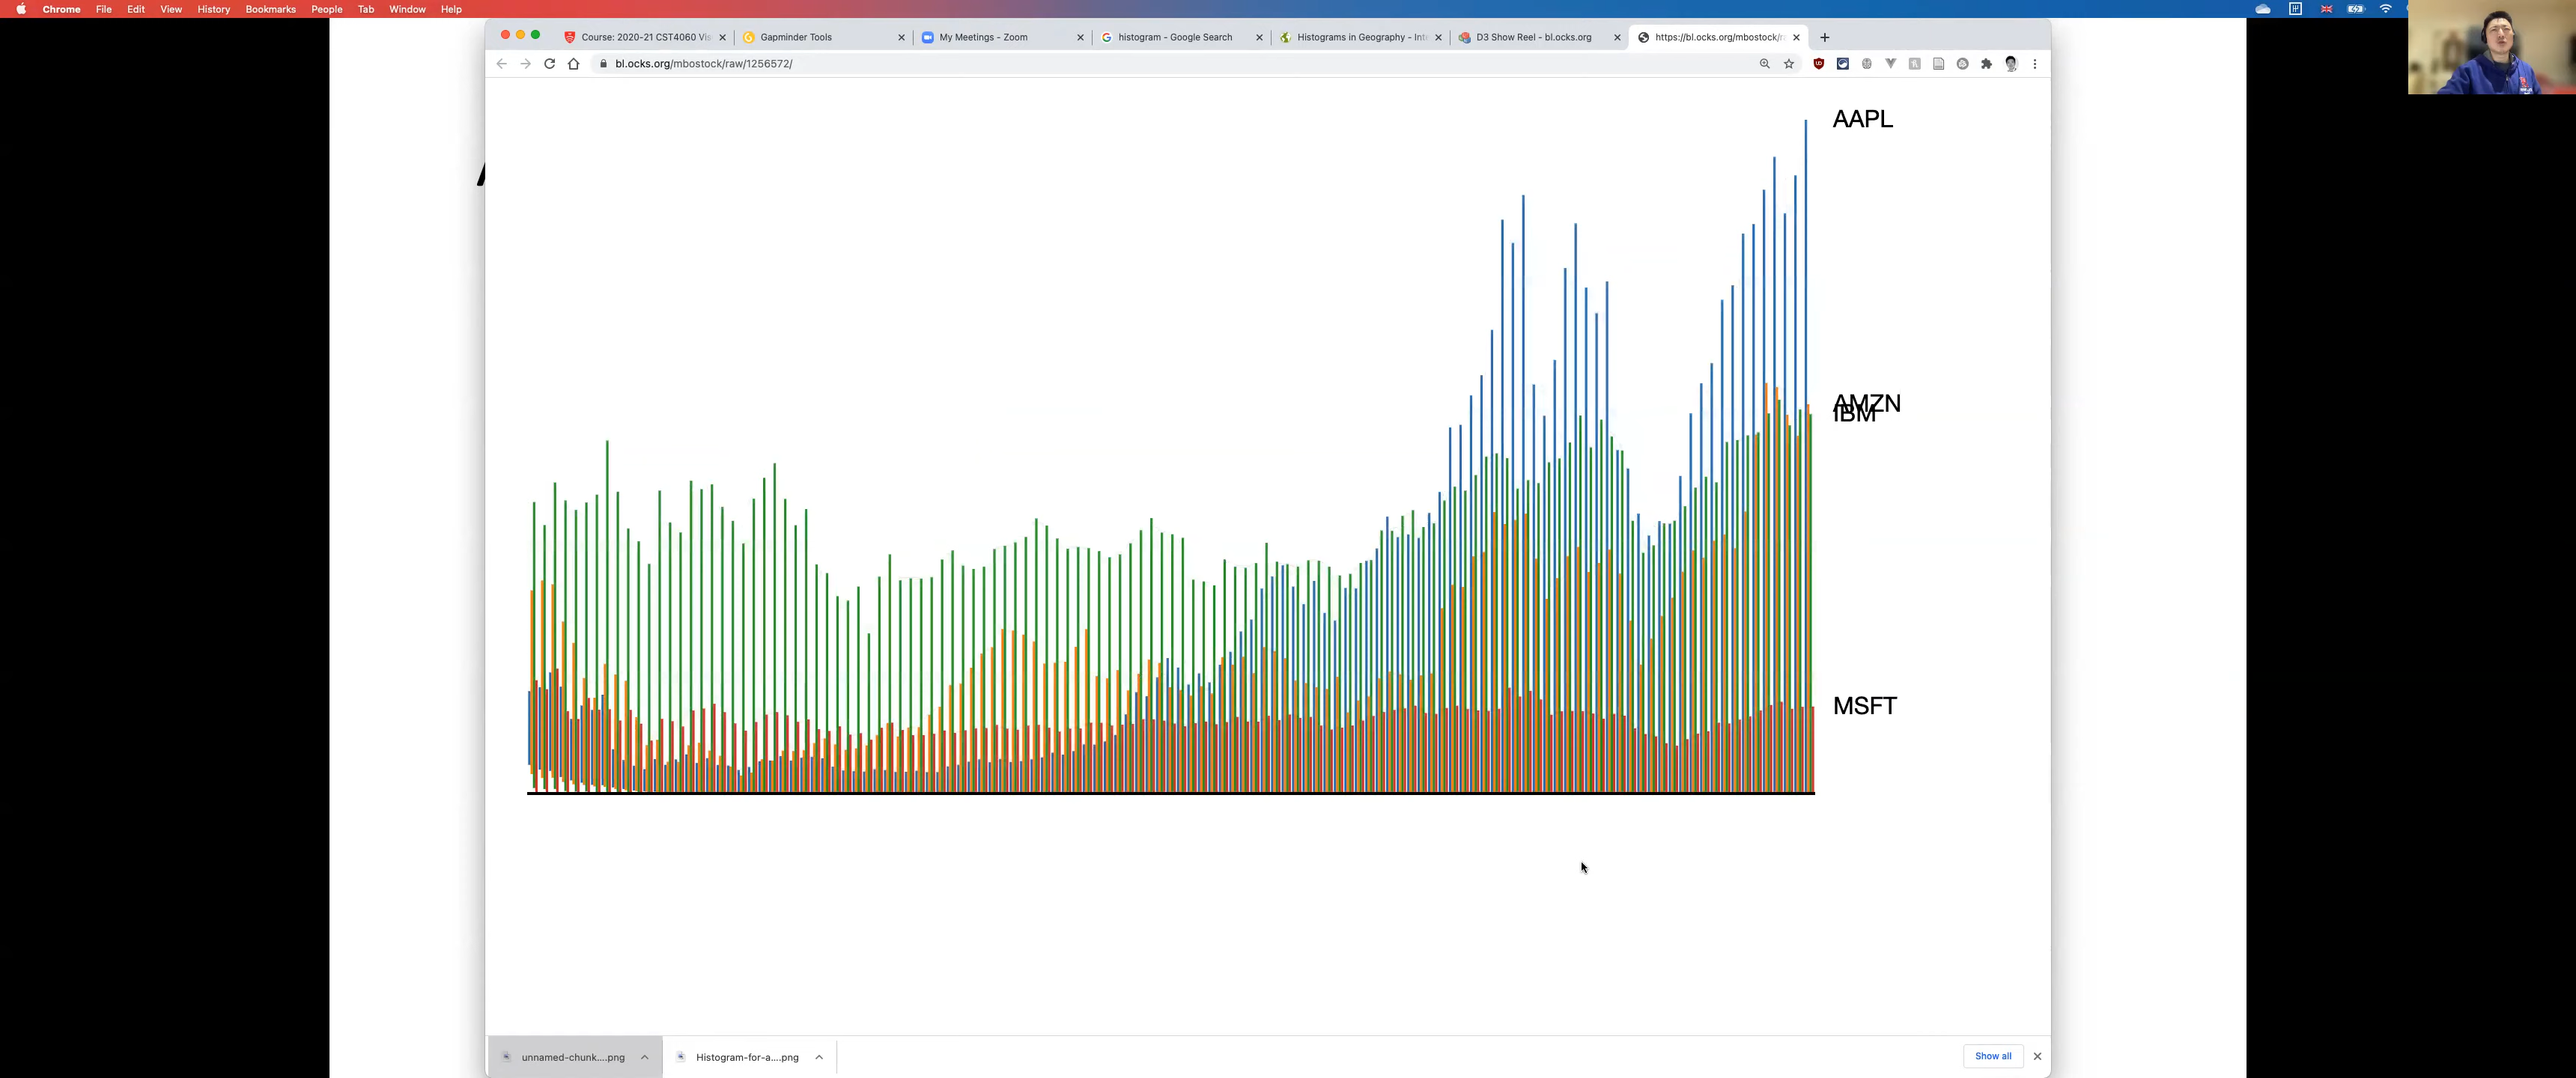 Chrome File Edit View History Bookmarks People Tab Window Help
Course: 2020-21 CST4060 Vis
Gapminder Tools
My Meetings - Zoom
histogram - Google Search
Histograms in Geography - Int
D3 Show Reel - bl.ocks.org
https://bl.ocks.org/mbostock/r
bl.ocks.org/mbostock/raw/1256572/
AAPL
AMZN
IBM
MSFT
unnamed-chunk....png
Histogram-for-a....png
Show all